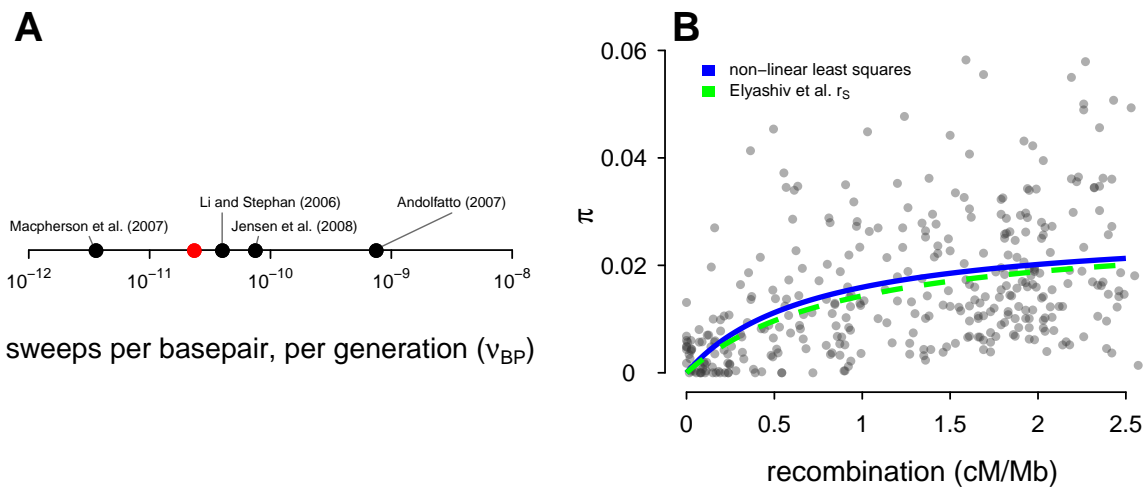 A
Li and Stephan (2006)
Andolfatto (2007)
Macpherson et al. (2007)
Jensen et al. (2008)
10⁻¹²
10⁻¹¹
10⁻¹⁰
10⁻⁹
10⁻⁸
sweeps per basepair, per generation (ν_BP)
B
0.06
non−linear least squares
Elyashiv et al. r_S
0.04
π
0.02
0
0
0.5
1
1.5
2
2.5
recombination (cM/Mb)